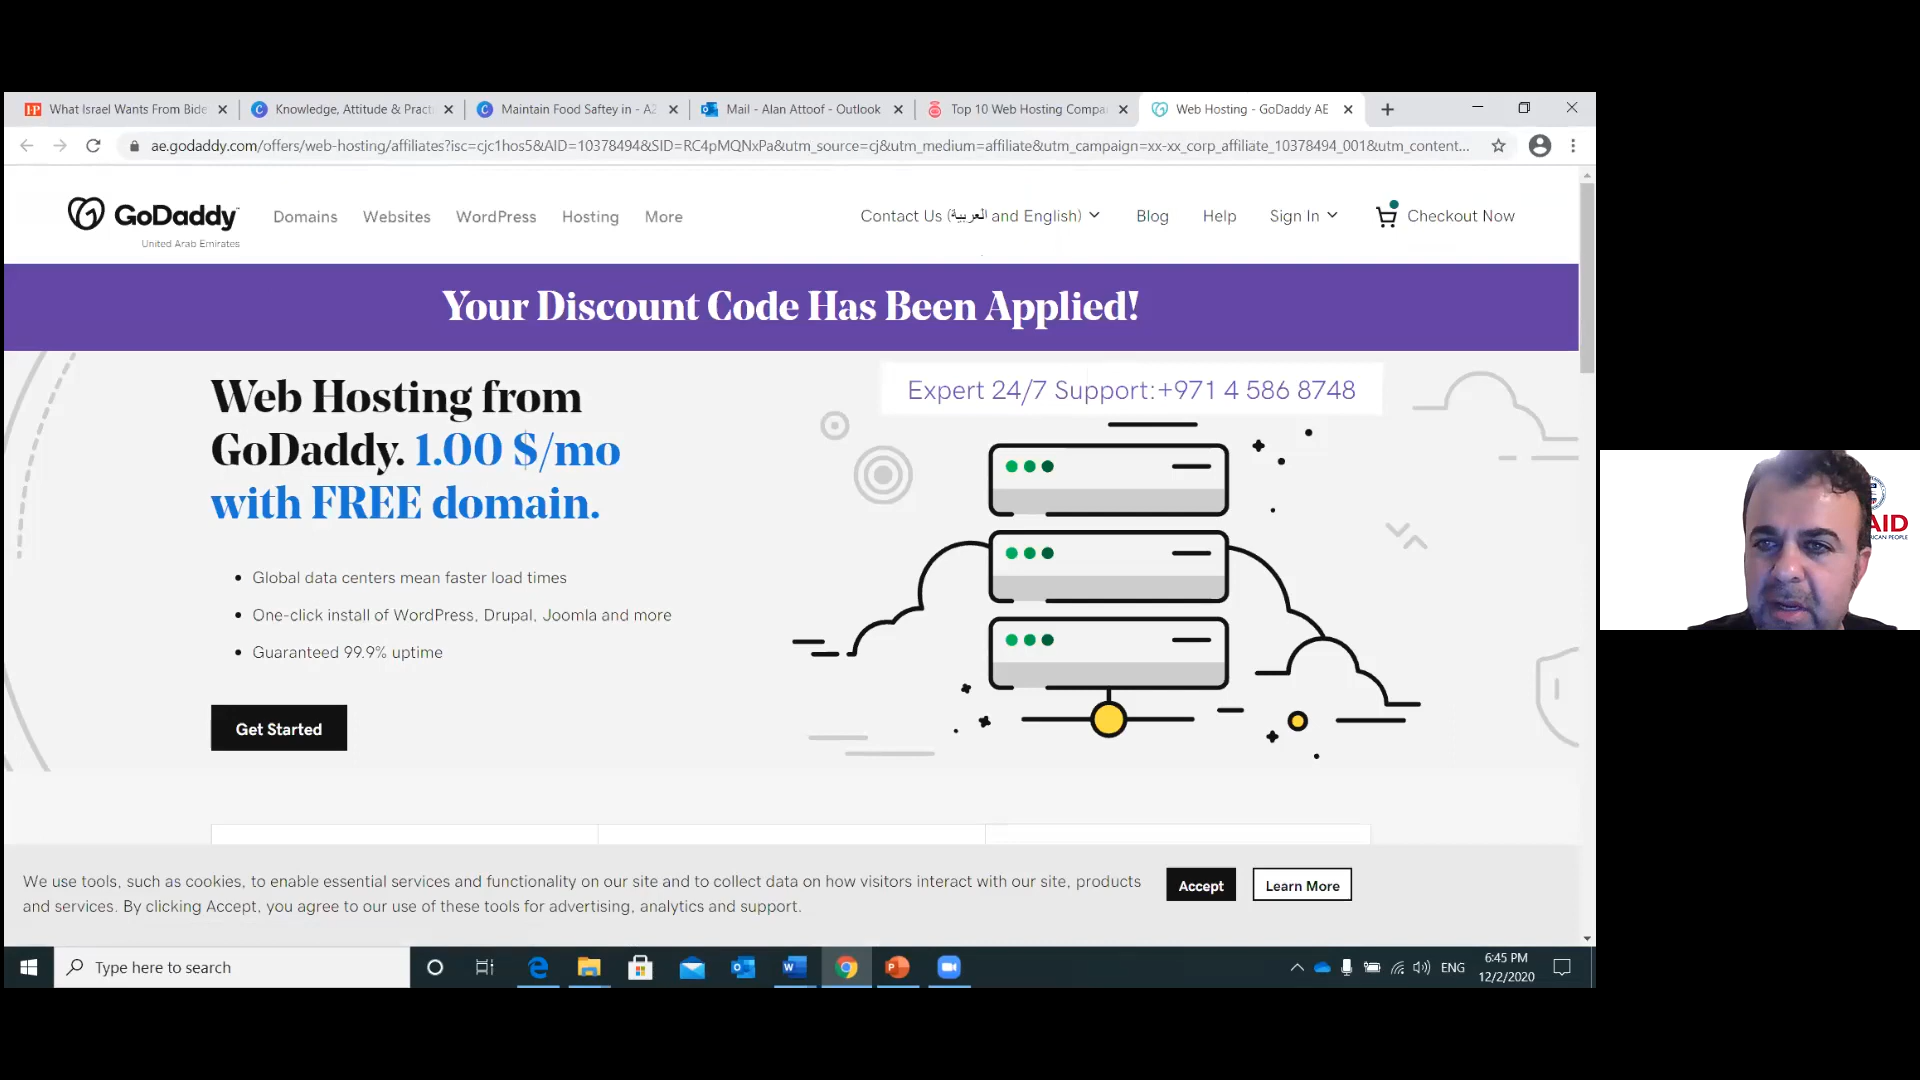 What Israel Wants From Bide
Knowledge, Attitude & Pract
Maintain Food Saftey in - A2
Mail - Alan Attoof - Outlook
Top 10 Web Hosting Compa
Web Hosting - GoDaddy AE
ae.godaddy.com/offers/web-hosting/affiliates?isc=cjc1hos5&AID=10378494&SID=RC4pMQNxPa&utm_source=cj&utm_medium=affiliate&utm_campaign=xx-xx_corp_affiliate_10378494_001&utm_content...
GoDaddy
United Arab Emirates
Domains Websites WordPress Hosting More
Contact Us (العربية and English) Blog Help Sign In Checkout Now
Your Discount Code Has Been Applied!
Web Hosting from
GoDaddy. 1.00 $/mo
with FREE domain.
Expert 24/7 Support:+971 4 586 8748
• Global data centers mean faster load times
• One-click install of WordPress, Drupal, Joomla and more
• Guaranteed 99.9% uptime
Get Started
We use tools, such as cookies, to enable essential services and functionality on our site and to collect data on how visitors interact with our site, products
and services. By clicking Accept, you agree to our use of these tools for advertising, analytics and support.
Accept
Learn More
Type here to search
ENG
6:45 PM
12/2/2020
AID
ICAN PEOPLE